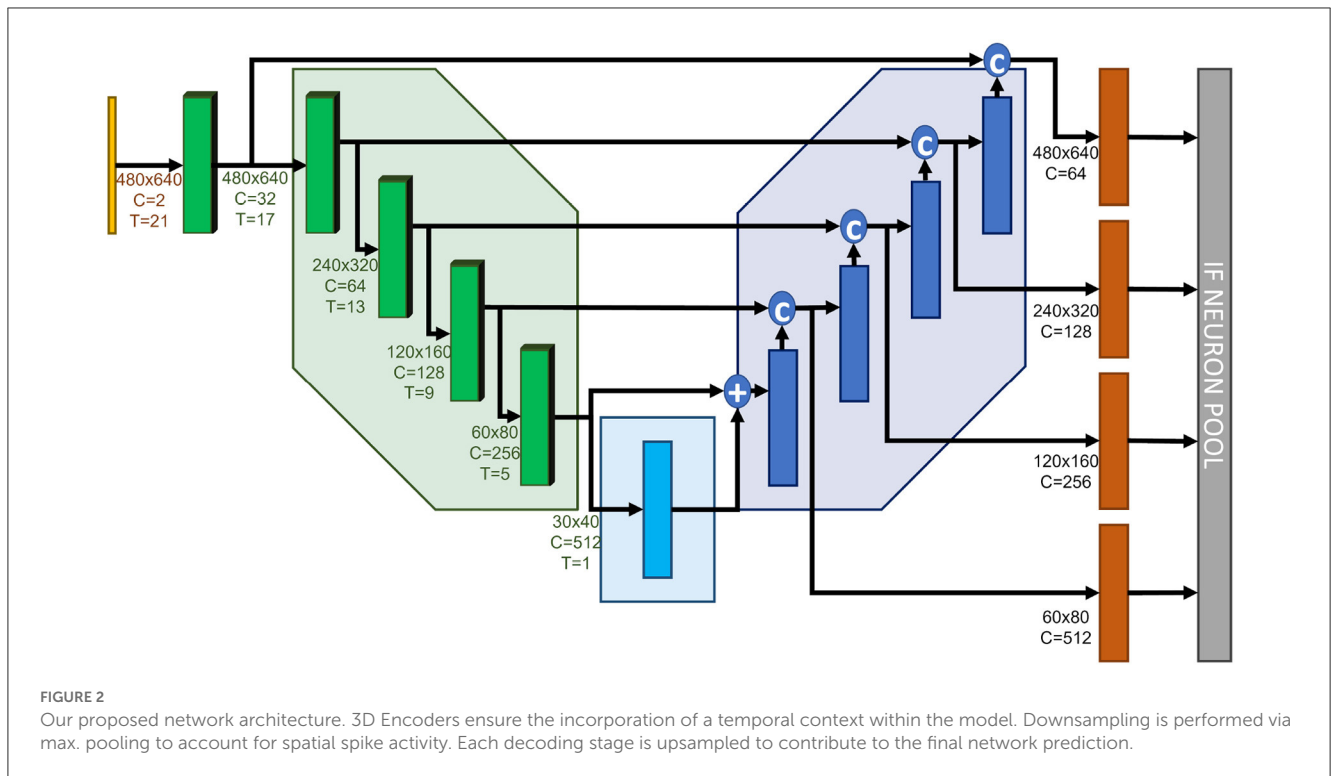 480x640
C=2
T=21
480x640
C=32
T=17
240x320
C=64
T=13
120x160
C=128
T=9
60x80
C=256
T=5
30x40
C=512
T=1
+
C
C
C
C
480x640
C=64
240x320
C=128
120x160
C=256
60x80
C=512
IF NEURON POOL
FIGURE 2
Our proposed network architecture. 3D Encoders ensure the incorporation of a temporal context within the model. Downsampling is performed via
max. pooling to account for spatial spike activity. Each decoding stage is upsampled to contribute to the final network prediction.